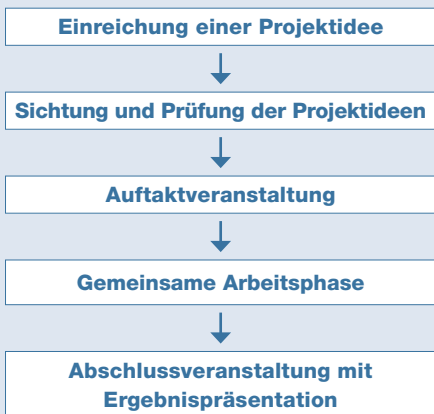 Einreichung einer Projektidee
Sichtung und Prüfung der Projektideen
Auftaktveranstaltung
Gemeinsame Arbeitsphase
Abschlussveranstaltung mit
Ergebnispräsentation